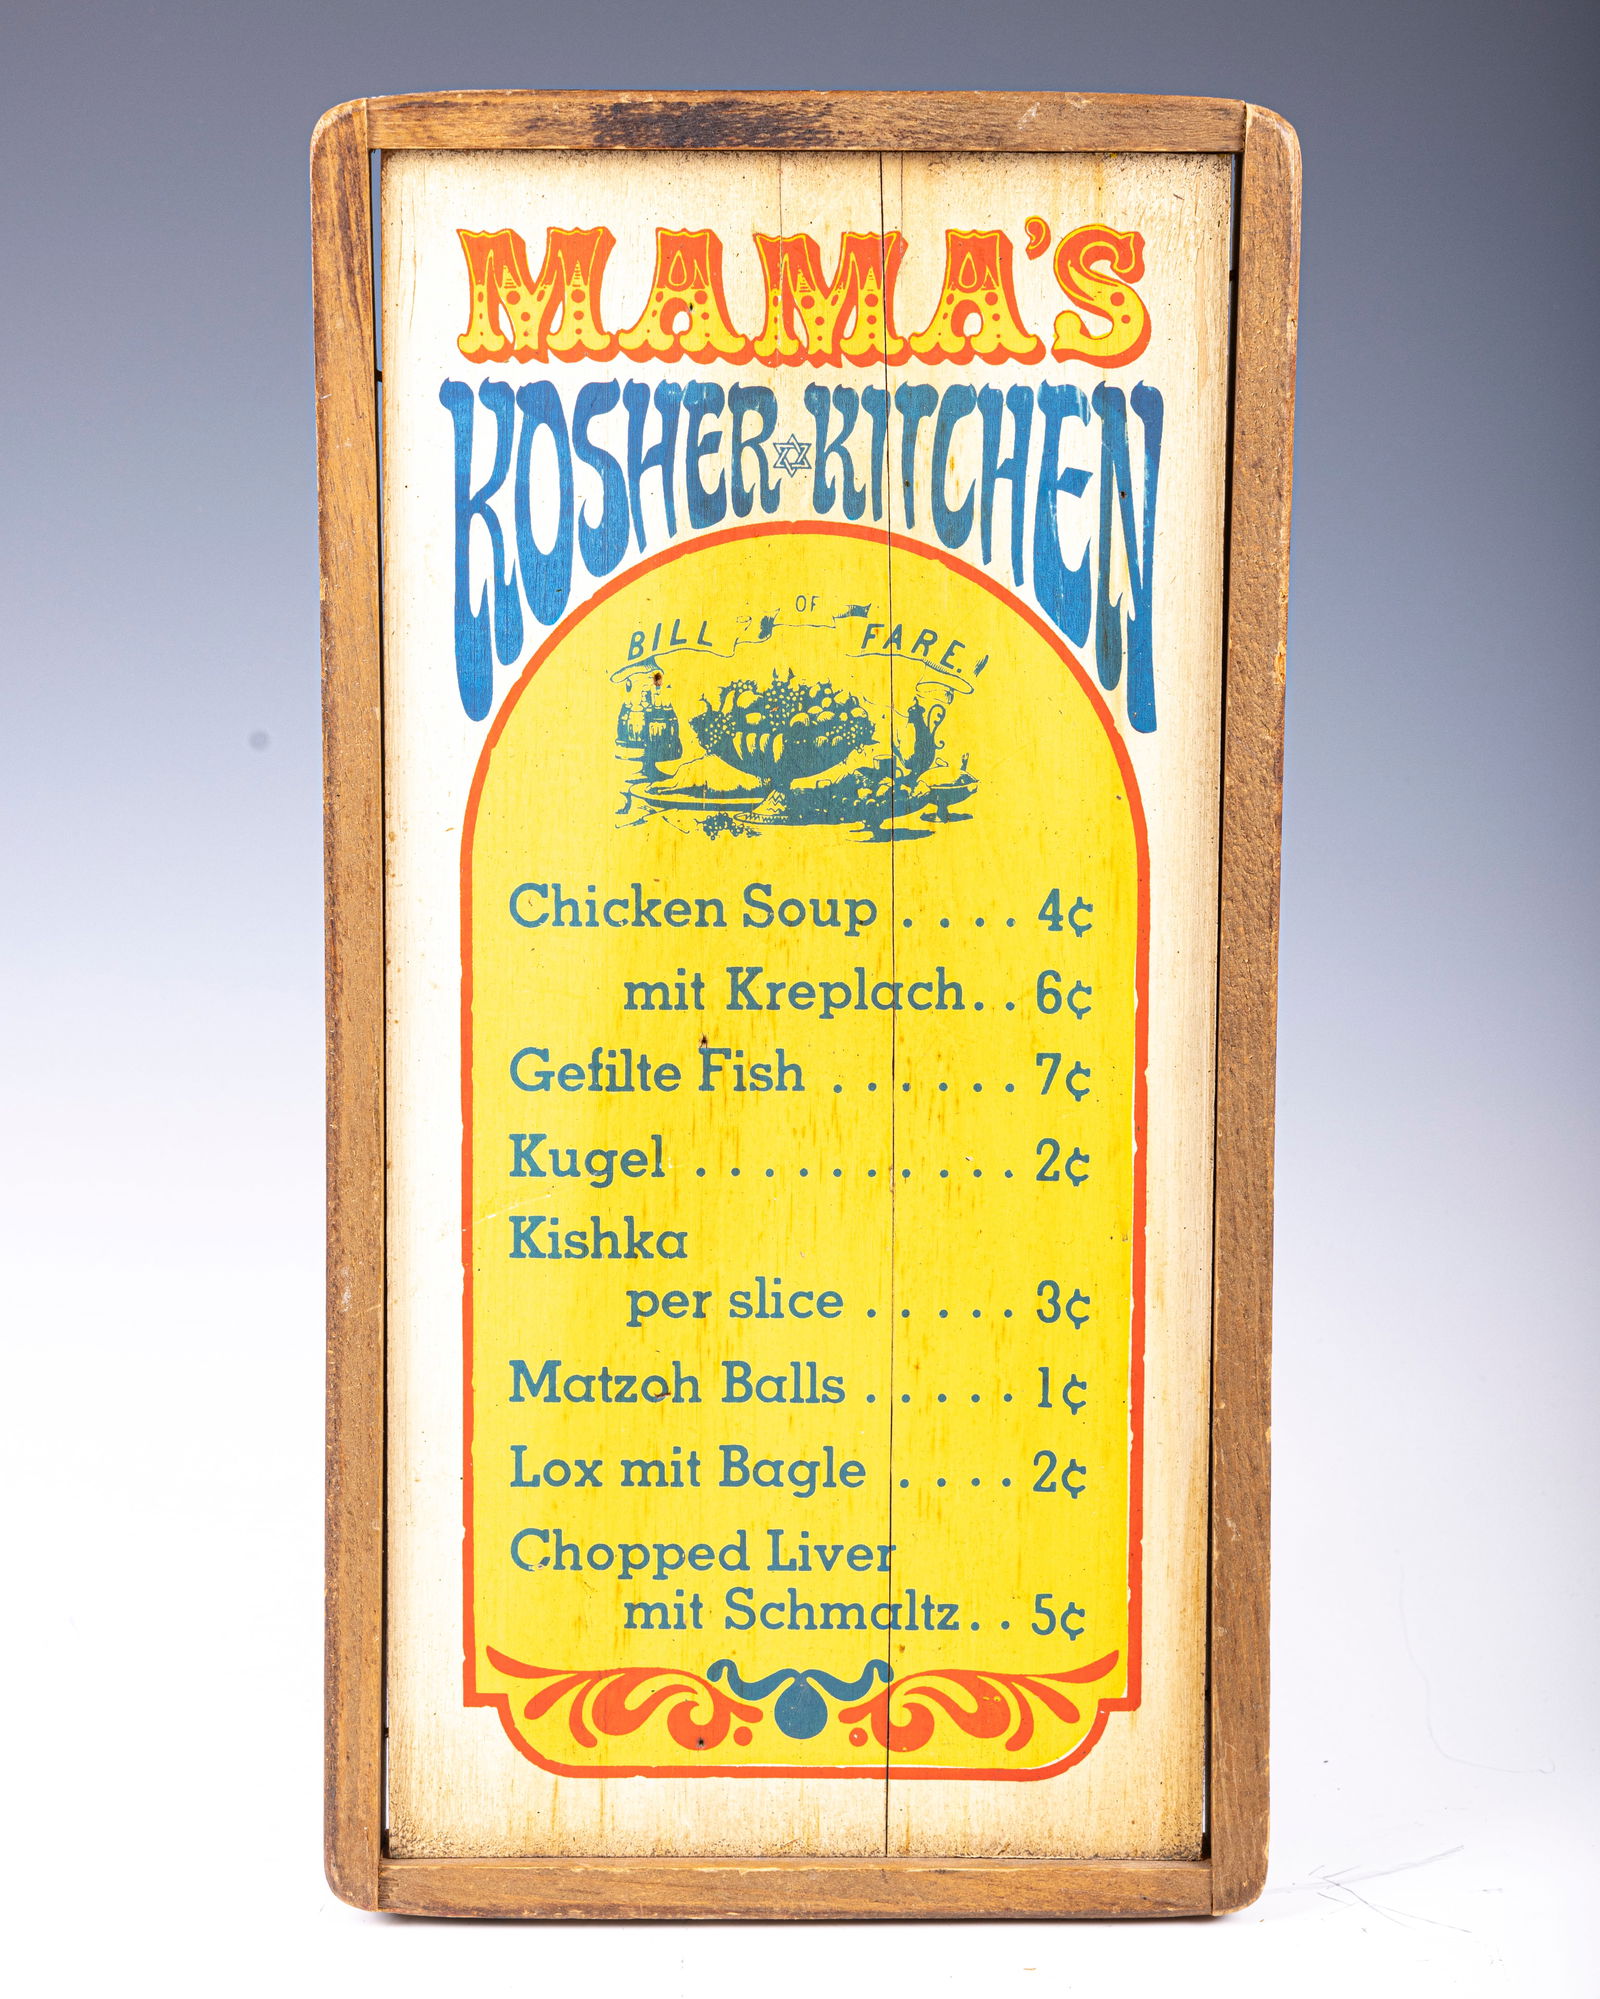 MAMA'S
KOSHER✡KITCHEN
BILL OF FARE.
Chicken Soup . . . . 4¢
mit Kreplach. . 6¢
Gefilte Fish . . . . . . 7¢
Kugel . . . . . . . . . . 2¢
Kishka
per slice . . . . . 3¢
Matzoh Balls . . . . . 1¢
Lox mit Bagle . . . . 2¢
Chopped Liver
mit Schmaltz. . 5¢